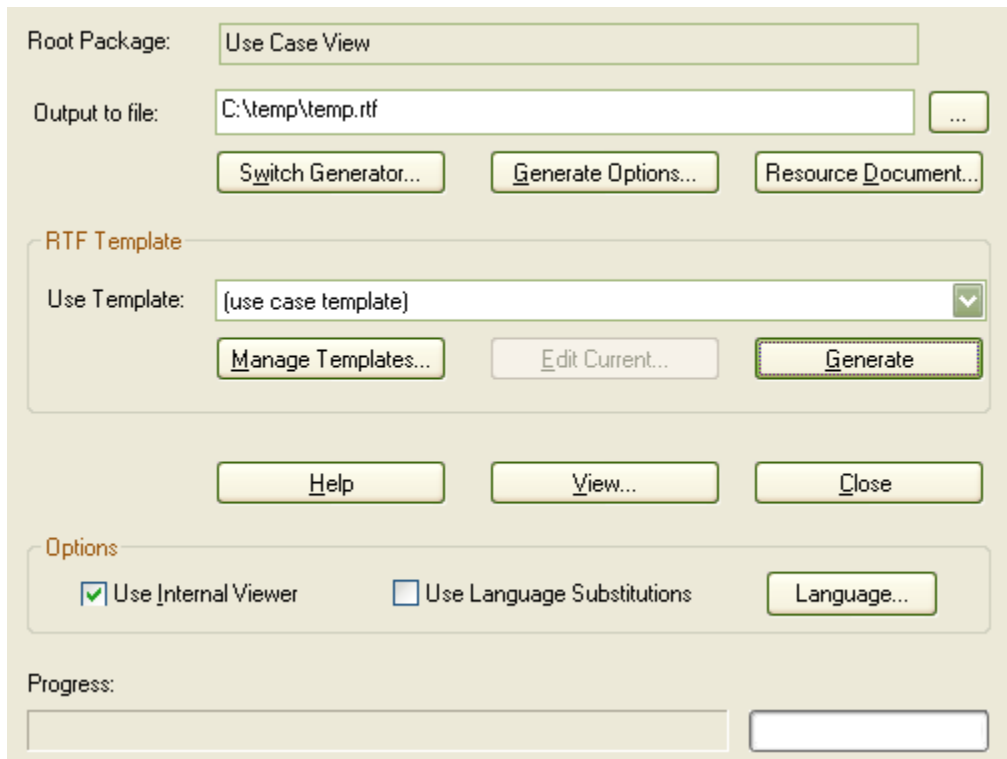 Root Package: Use Case View
Output to file: C:\temp\temp.rtf ...
Switch Generator... Generate Options... Resource Document...
RTF Template
Use Template: (use case template)
Manage Templates... Edit Current... Generate
Help View... Close
Options
Use Internal Viewer Use Language Substitutions Language...
Progress: